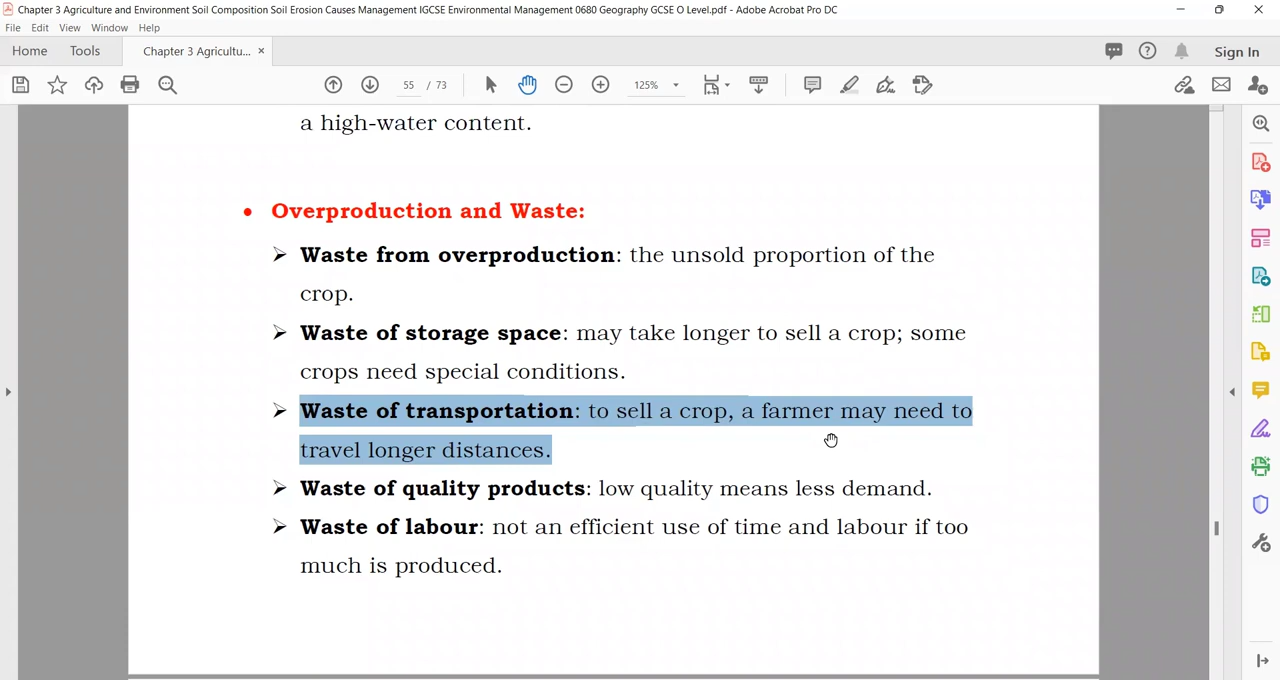 Chapter 3 Agriculture and Environment Soil Composition Soil Erosion Causes Management IGCSE Environmental Management 0680 Geography GCSE O Level.pdf - Adobe Acrobat Pro DC
File Edit View Window Help
Home Tools Chapter 3 Agricultu... × Sign In
55 / 73 125%
a high-water content.
• Overproduction and Waste:
➢ Waste from overproduction: the unsold proportion of the
crop.
➢ Waste of storage space: may take longer to sell a crop; some
crops need special conditions.
➢ Waste of transportation: to sell a crop, a farmer may need to
travel longer distances.
➢ Waste of quality products: low quality means less demand.
➢ Waste of labour: not an efficient use of time and labour if too
much is produced.